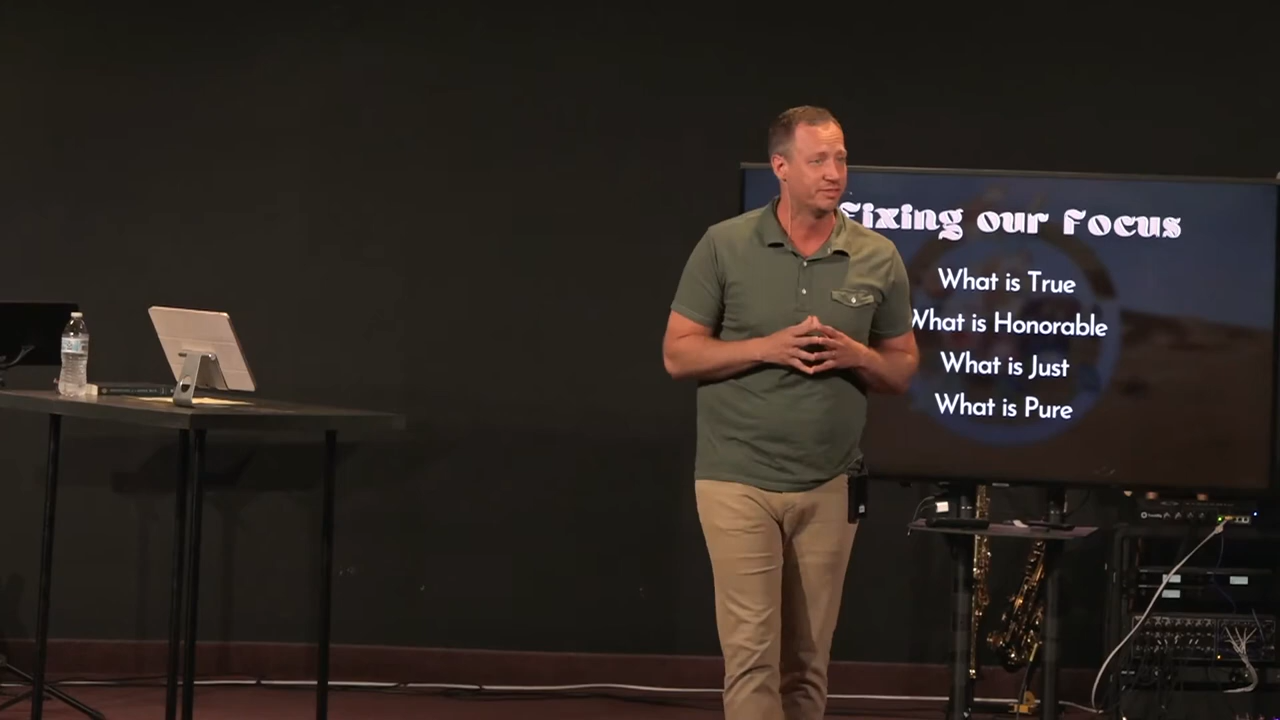 Fixing our Focus
What is True
What is Honorable
What is Just
What is Pure